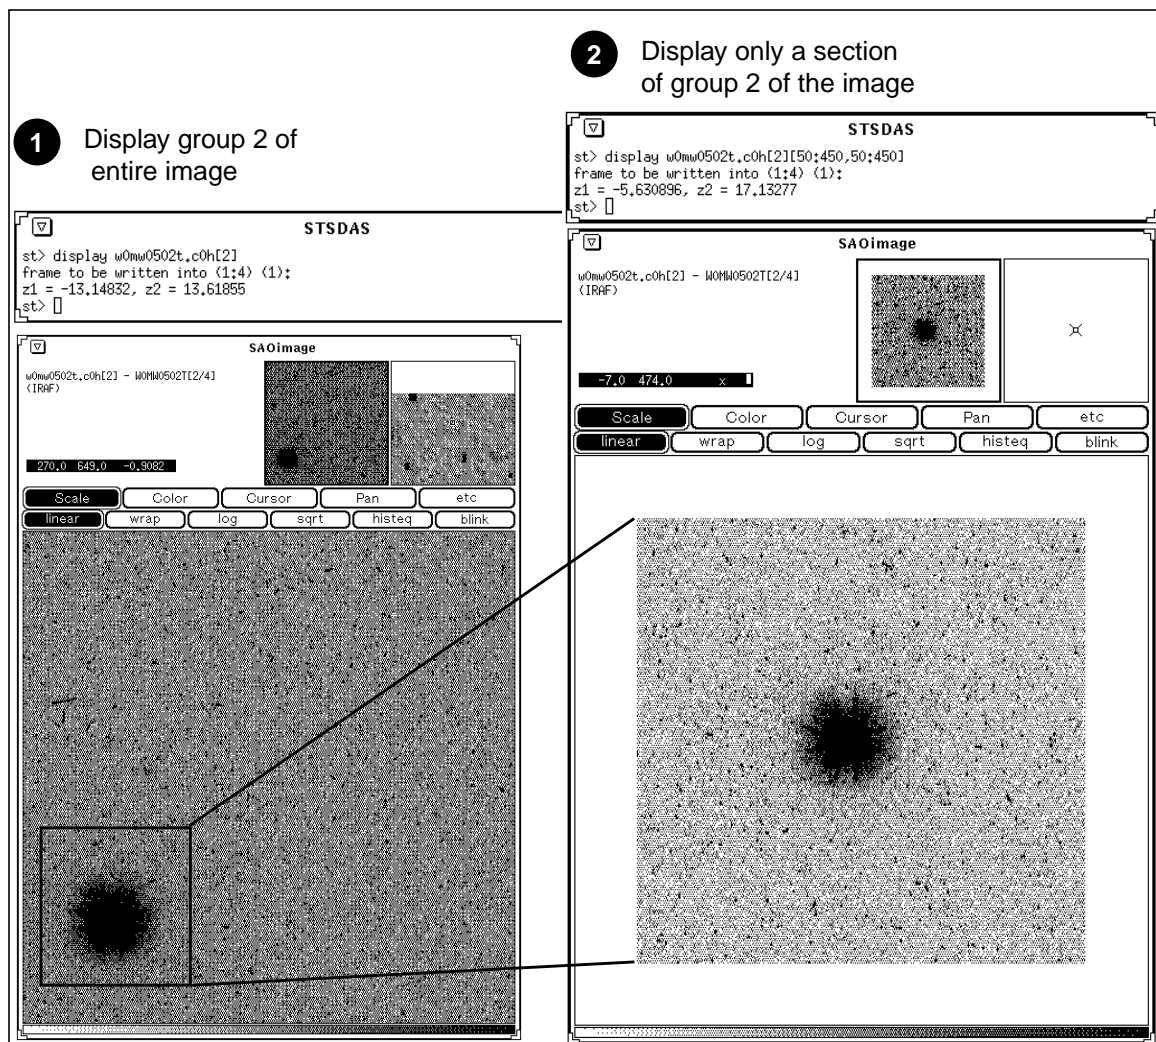 1 Display group 2 of
entire image
STSDAS
st> display w0mw0502t.c0h[2]
frame to be written into (1:4) (1):
z1 = -13.14832, z2 = 13.61855
st>
SAOimage
w0mw0502t.c0h[2] - W0MW0502T[2/4]
(IRAF)
270.0 649.0 -0.9082
Scale Color Cursor Pan etc
linear wrap log sqrt histeq blink
2 Display only a section
of group 2 of the image
STSDAS
st> display w0mw0502t.c0h[2][50:450,50:450]
frame to be written into (1:4) (1):
z1 = -5.630896, z2 = 17.13277
st>
SAOimage
w0mw0502t.c0h[2] - W0MW0502T[2/4]
(IRAF)
-7.0 474.0 x
Scale Color Cursor Pan etc
linear wrap log sqrt histeq blink